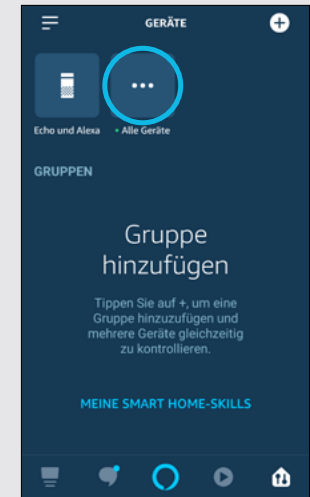 GERÄTE
Echo und Alexa
• Alle Geräte
GRUPPEN
Gruppe
hinzufügen
Tippen Sie auf +, um eine
Gruppe hinzuzufügen und
mehrere Geräte gleichzeitig
zu kontrollieren.
MEINE SMART HOME-SKILLS